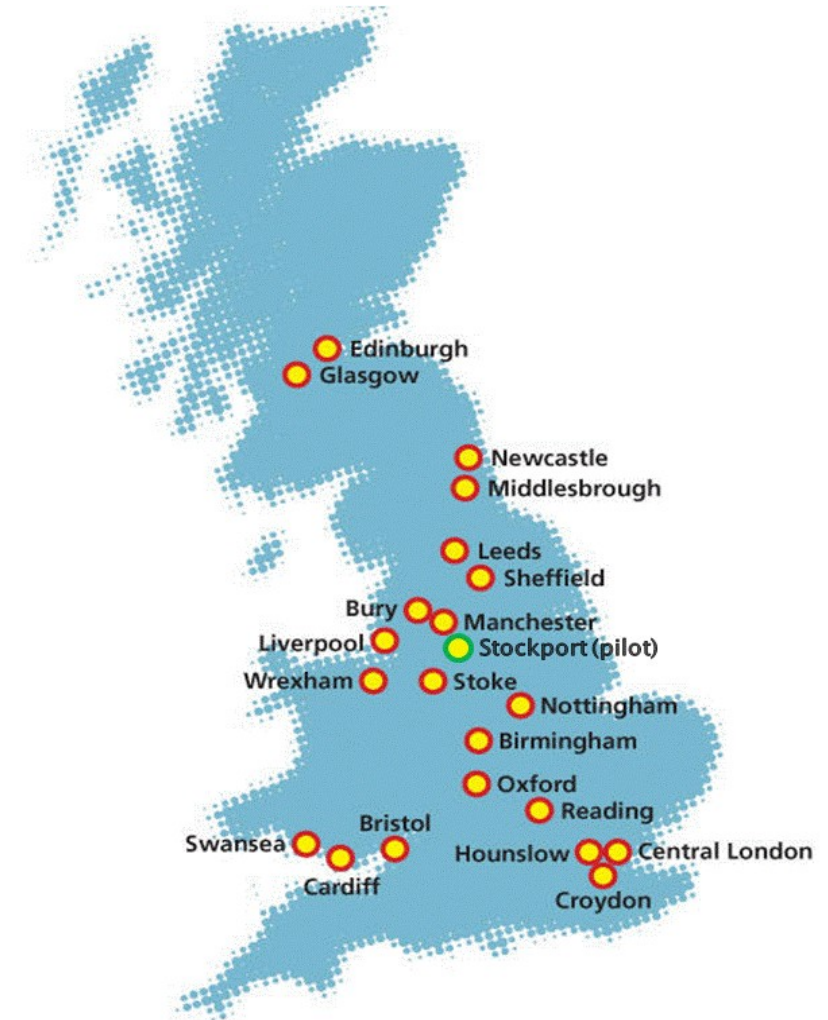 Edinburgh
Glasgow
Newcastle
Middlesbrough
Leeds
Sheffield
Bury
Manchester
Liverpool
Stockport (pilot)
Wrexham
Stoke
Nottingham
Birmingham
Oxford
Reading
Bristol
Swansea
Hounslow
Central London
Cardiff
Croydon